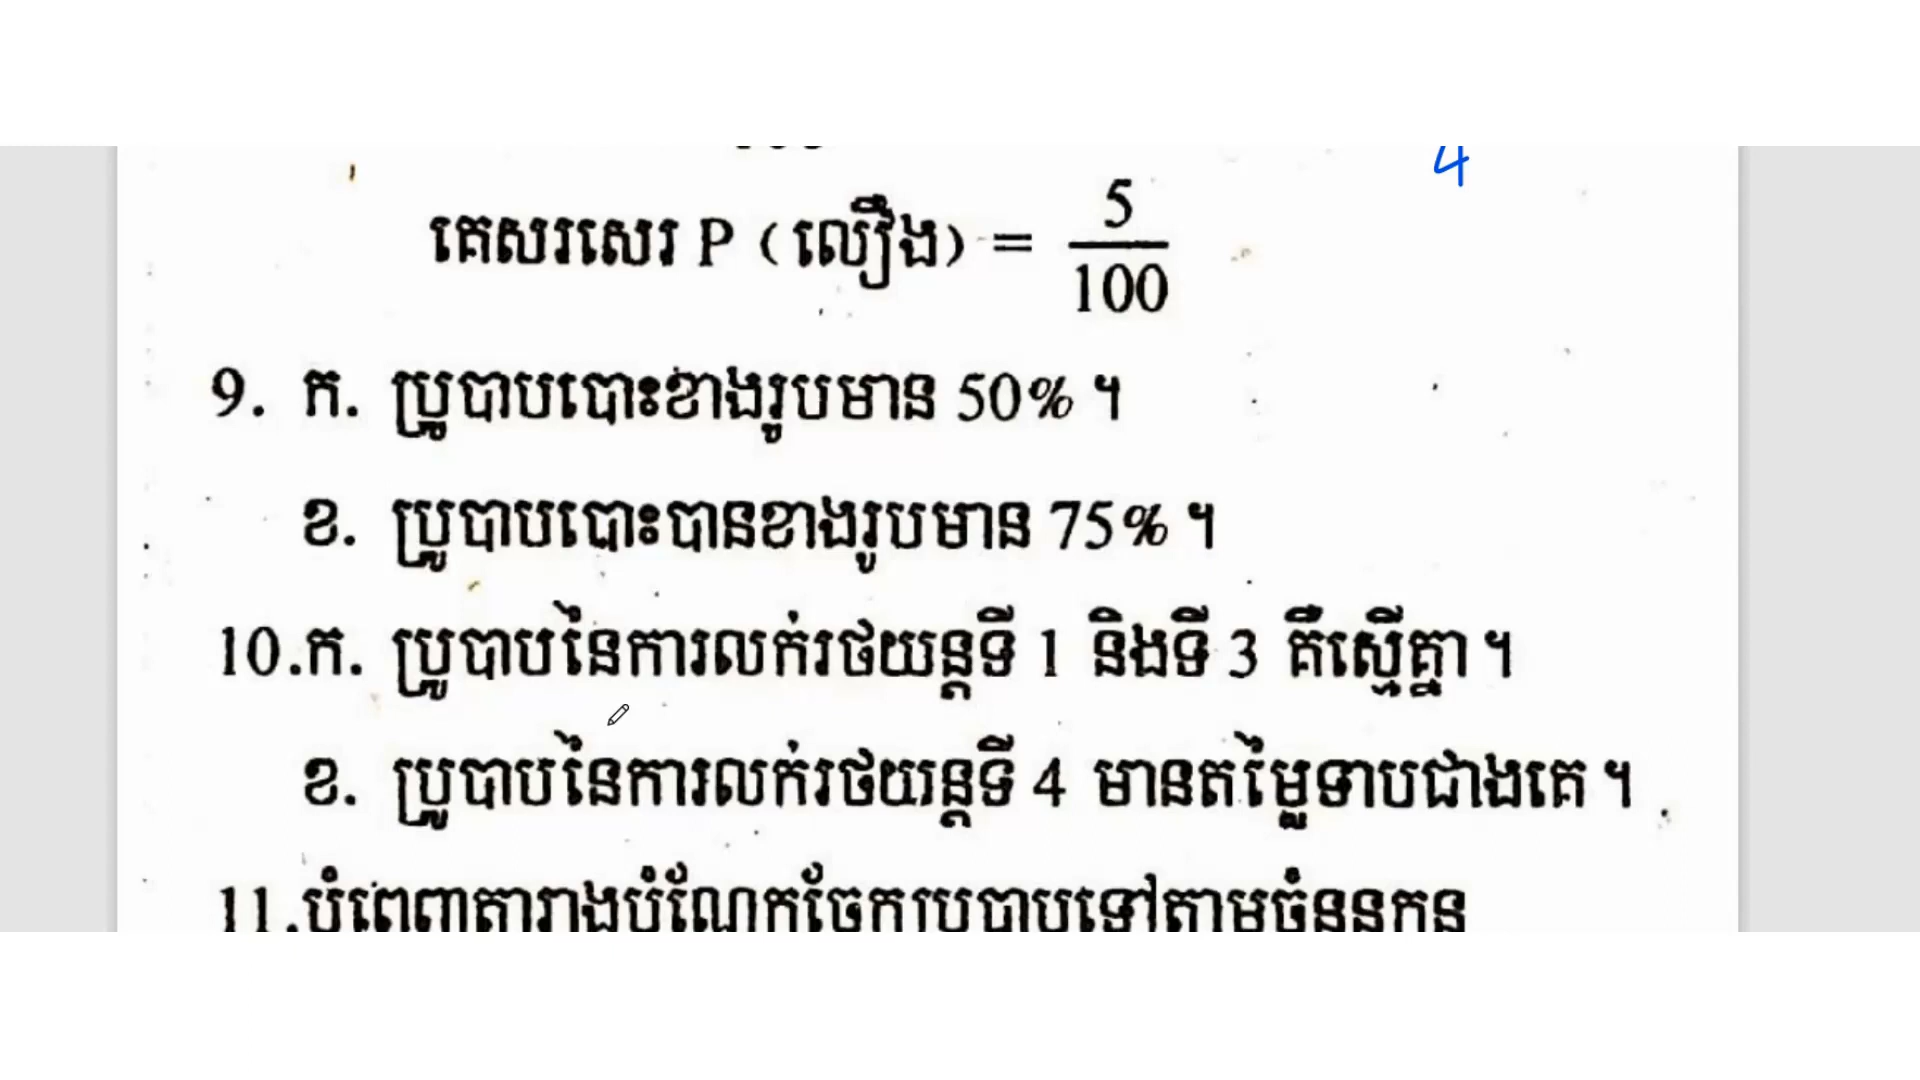 4
គេសរសេរ P ( លឿង) = 5/100
9. ក. ប្រូបាបបោះខាងរូបមាន 50% ។
ខ. ប្រូបាបបោះបានខាងរូបមាន 75% ។
10.ក. ប្រូបាបនៃការលក់រថយន្តទី 1 និងទី 3 គឺស្មើគ្នា ។
ខ. ប្រូបាបនៃការលក់រថយន្តទី 4 មានតម្លៃទាបជាងគេ ។
11.បំពេញតារាងបំណែកចែកប្រូបាបទៅតាមចំនួនកូន